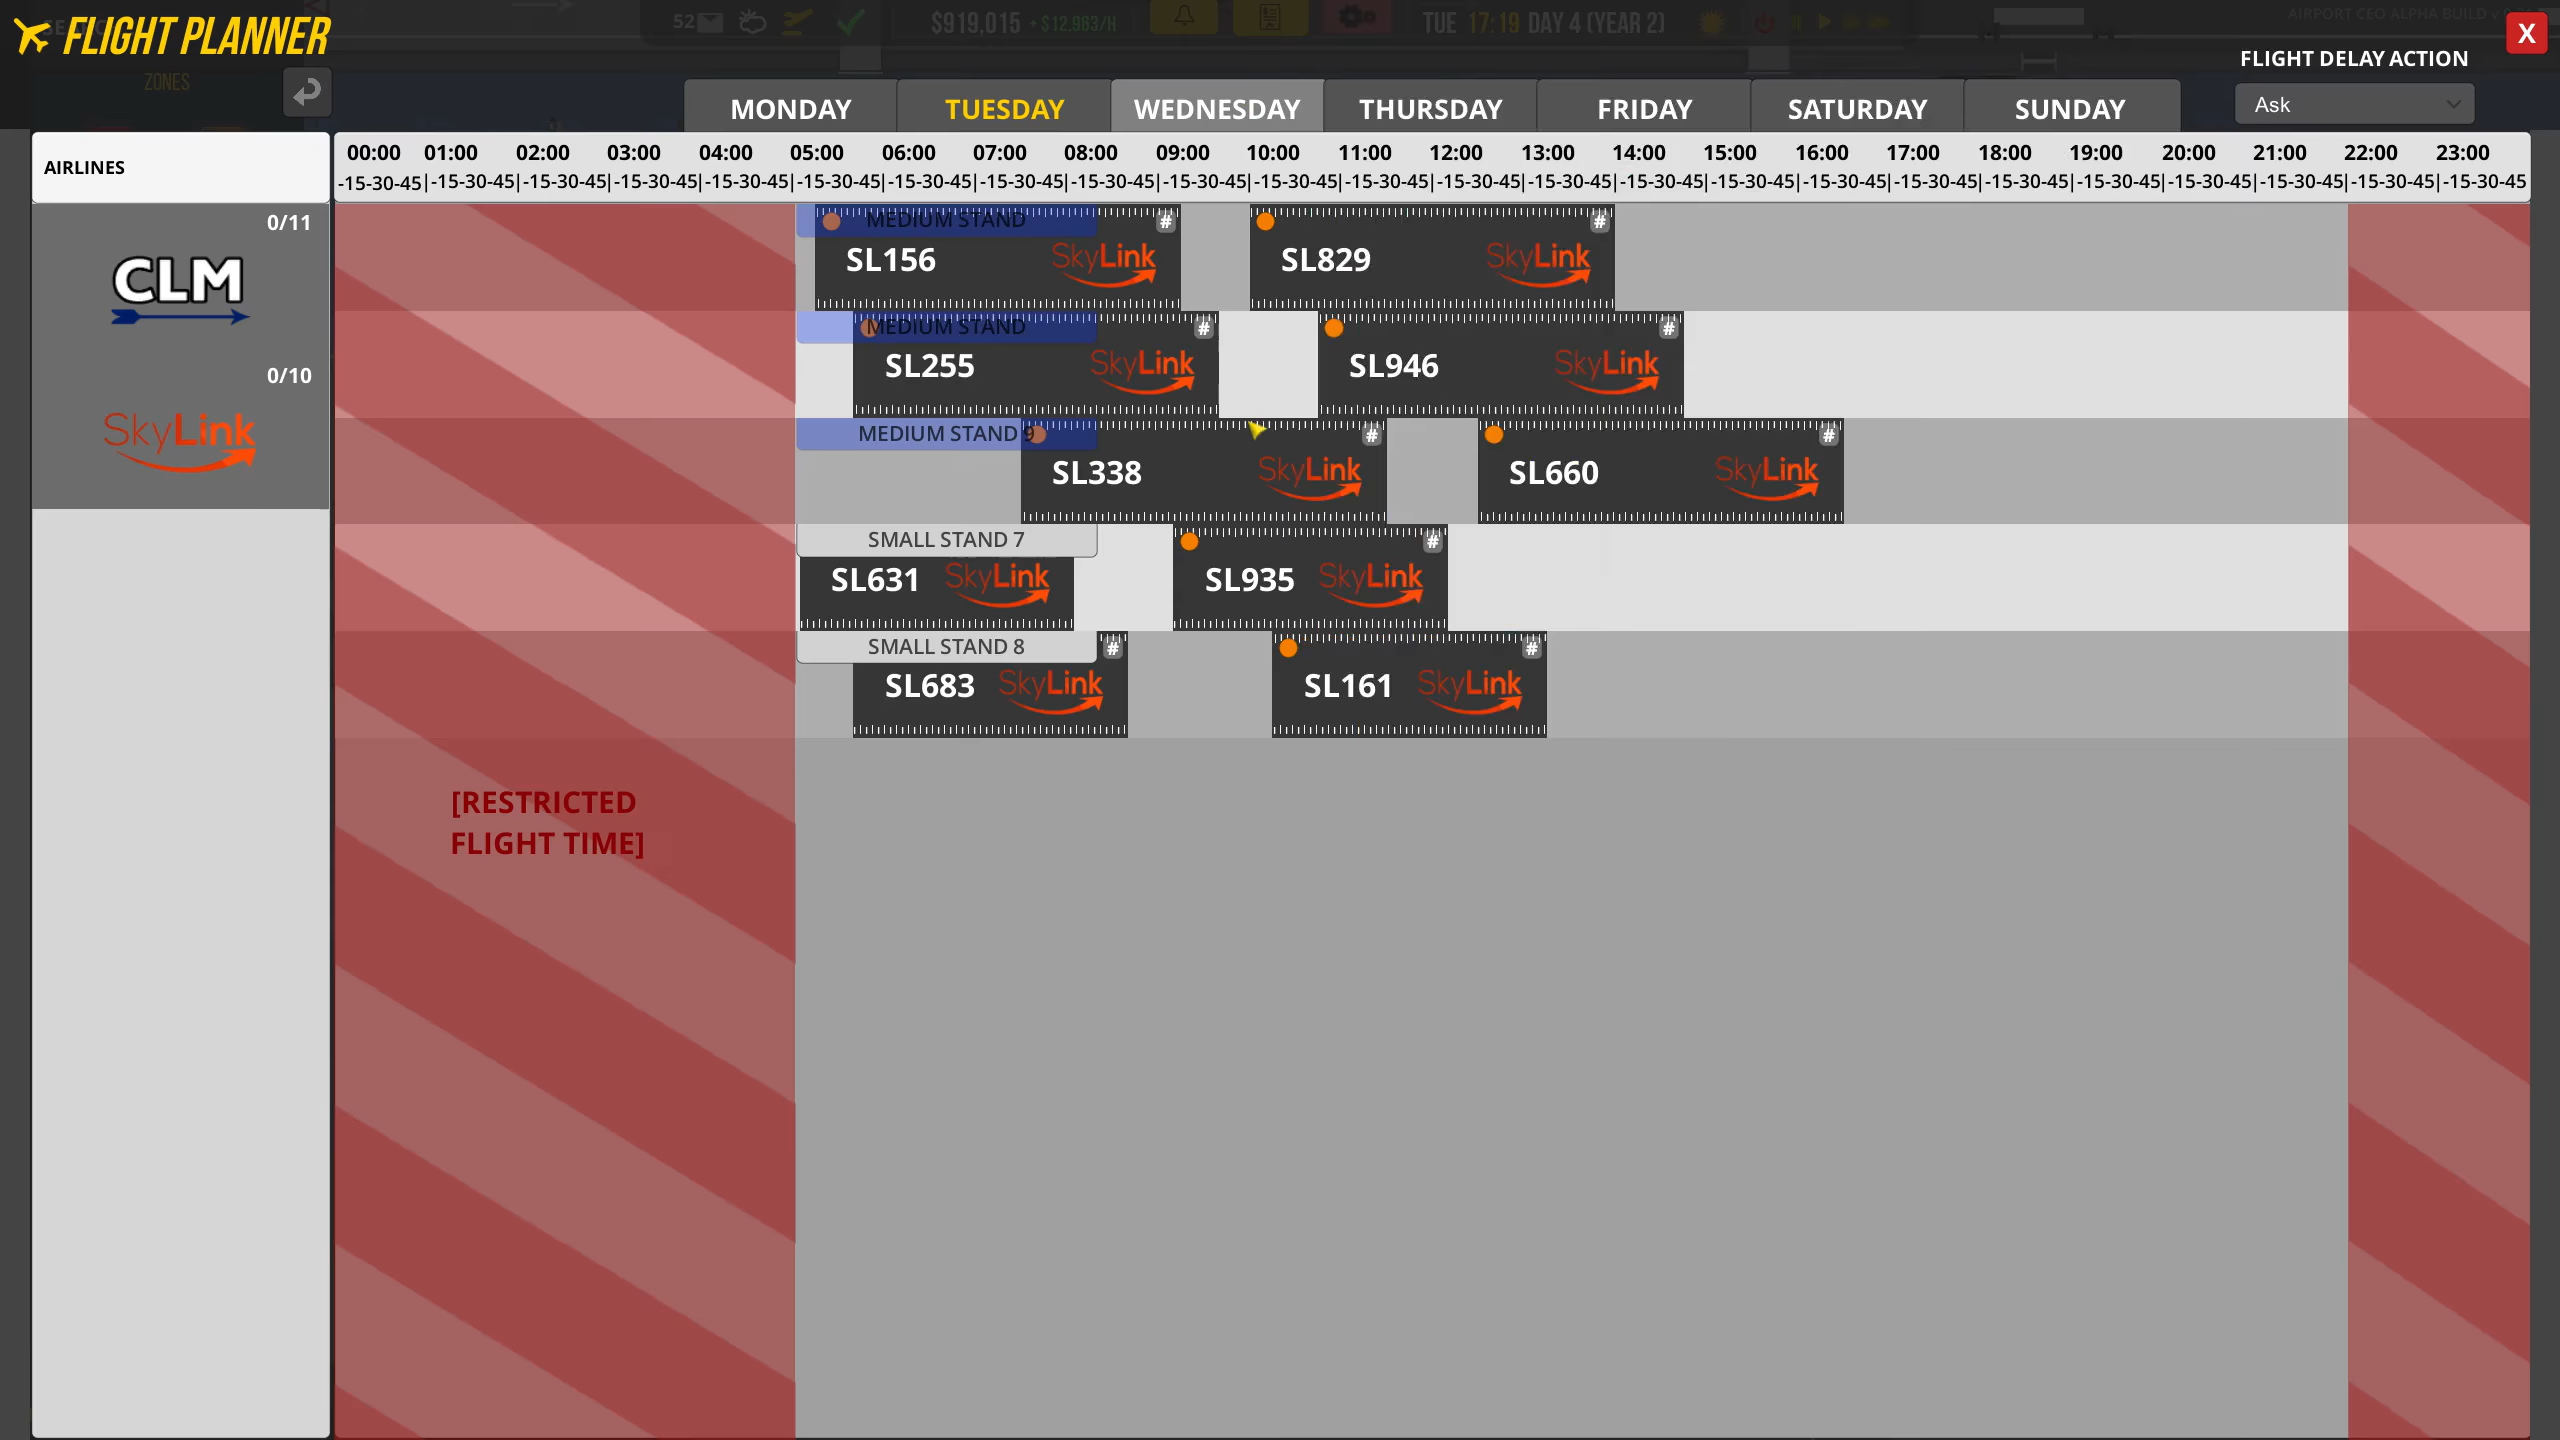 FLIGHT PLANNER
ZONES
52
$919,015 + $12,963/H
TUE 17:19 DAY 4 (YEAR 2)
AIRPORT CEO ALPHA BUILD
X
FLIGHT DELAY ACTION
Ask
MONDAY TUESDAY WEDNESDAY THURSDAY FRIDAY SATURDAY SUNDAY
AIRLINES
00:00 01:00 02:00 03:00 04:00 05:00 06:00 07:00 08:00 09:00 10:00 11:00 12:00 13:00 14:00 15:00 16:00 17:00 18:00 19:00 20:00 21:00 22:00 23:00
-15-30-45|-15-30-45|-15-30-45|-15-30-45|-15-30-45|-15-30-45|-15-30-45|-15-30-45|-15-30-45|-15-30-45|-15-30-45|-15-30-45|-15-30-45|-15-30-45|-15-30-45|-15-30-45|-15-30-45|-15-30-45|-15-30-45|-15-30-45|-15-30-45|-15-30-45|-15-30-45|-15-30-45
0/11
CLM
0/10
SkyLink
MEDIUM STAND # #
SL156 SkyLink SL829 SkyLink
MEDIUM STAND # #
SL255 SkyLink SL946 SkyLink
MEDIUM STAND 9 # #
SL338 SkyLink SL660 SkyLink
SMALL STAND 7 #
SL631 SkyLink SL935 SkyLink
SMALL STAND 8 # #
SL683 SkyLink SL161 SkyLink
[RESTRICTED
FLIGHT TIME]